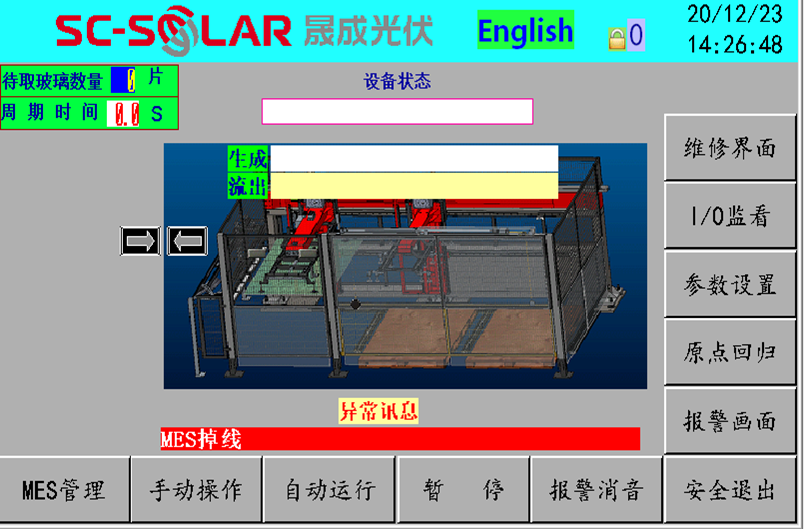 SC-SOLAR 晟成光伏
English
0
20/12/23
14:26:48
待取玻璃数量 0 片
周期时间 0.0 S
设备状态
生成
流出
维修界面
I/O监看
参数设置
原点回归
报警画面
异常讯息
MES掉线
MES管理
手动操作
自动运行
暂 停
报警消音
安全退出